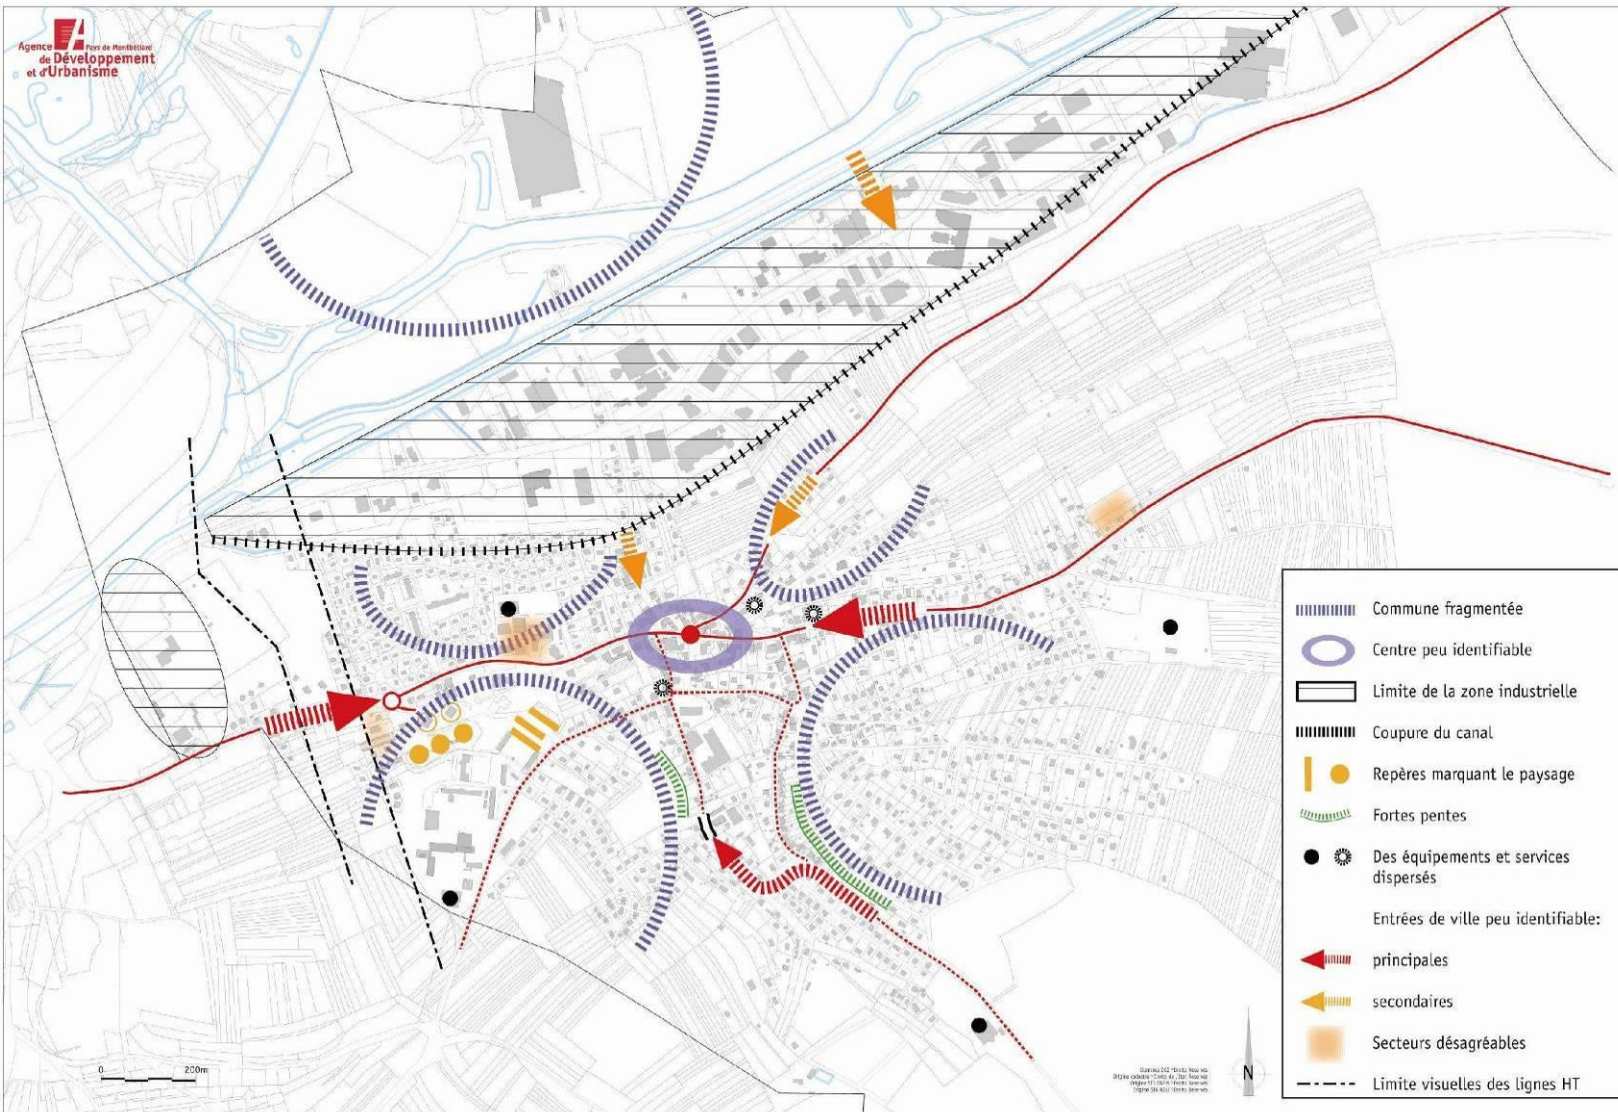 Agence Pays de Montbéliard
de Développement
et d'Urbanisme
Commune fragmentée
Centre peu identifiable
Limite de la zone industrielle
Coupure du canal
Repères marquant le paysage
Fortes pentes
Des équipements et services
dispersés
Entrées de ville peu identifiable:
principales
secondaires
Secteurs désagréables
Limite visuelles des lignes HT
0 200m
N